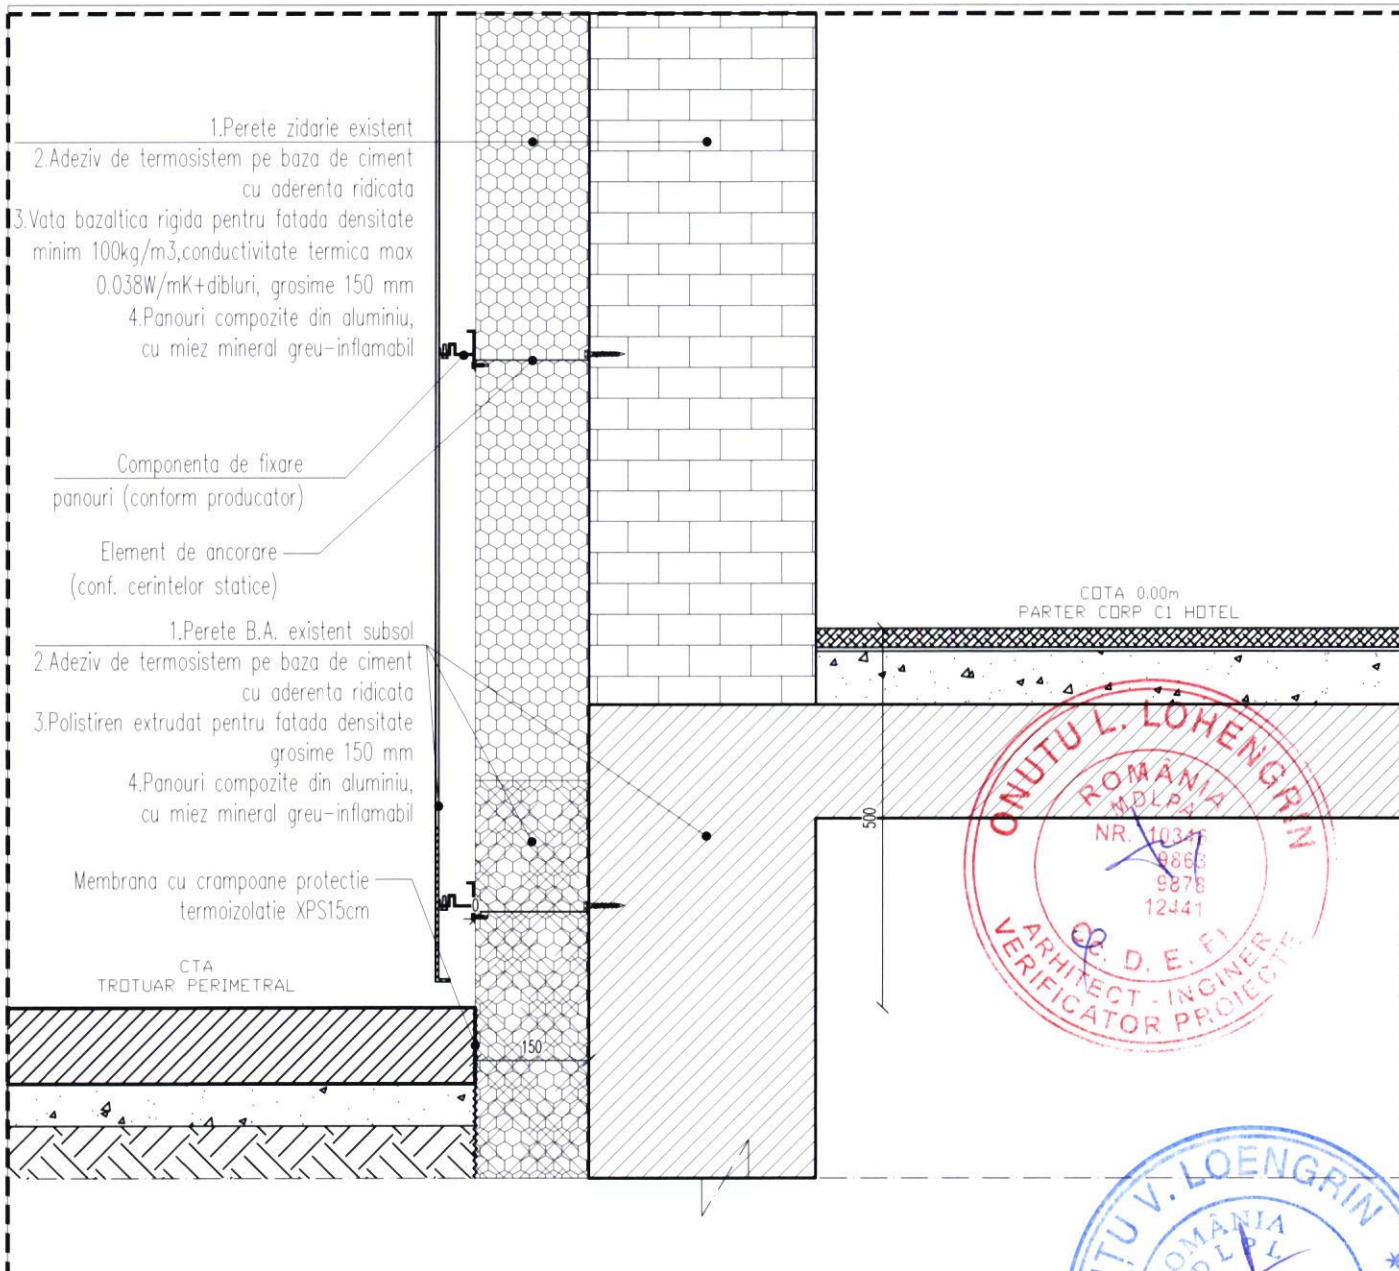 1.Perete zidarie existent
2.Adeziv de termosistem pe baza de ciment
cu aderenta ridicata
3.Vata bazaltica rigida pentru fatada densitate
minim 100kg/m3,conductivitate termica max
0.038W/mK+dibluri, grosime 150 mm
4.Panouri compozite din aluminiu,
cu miez mineral greu-inflamabil
Componenta de fixare
panouri (conform producator)
Element de ancorare
(conf. cerintelor statice)
1.Perete B.A. existent subsol
2.Adeziv de termosistem pe baza de ciment
cu aderenta ridicata
3.Polistiren extrudat pentru fatada densitate
grosime 150 mm
4.Panouri compozite din aluminiu,
cu miez mineral greu-inflamabil
Membrana cu crampoane protectie
termoizolatie XPS15cm
CTA
TROTUAR PERIMETRAL
150
COTA 0.00m
PARTER CORP C1 HOTEL
500
ONUTU L. LOHENGRIN
ROMÂNIA
MDLPA
NR.
9863
9878
12441
D. E. F)
ARHITECT - INGINER
VERIFICATOR PROIECTE
V. LOENGRIN